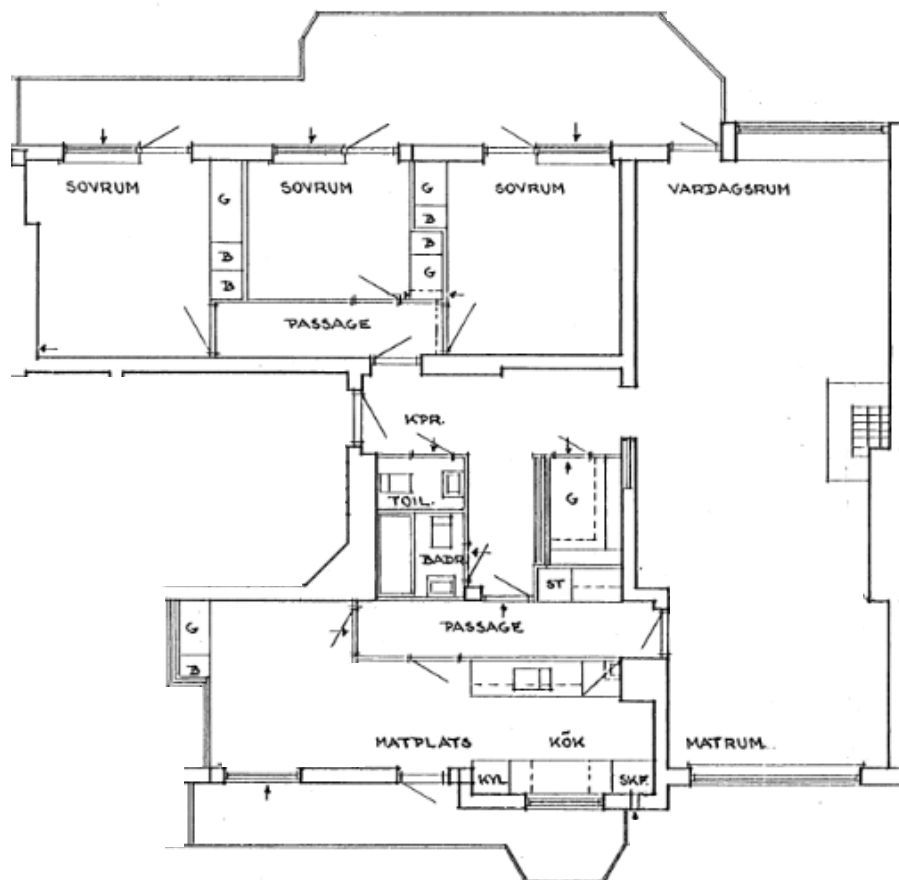 SOVRUM SOVRUM SOVRUM VARDAGSRUM
G G
B
B B
B G
PASSAGE
KPR.
TOIL. G
BADR.
ST
G PASSAGE
B
MATPLATS KÖK MATRUM
KYL SKF.